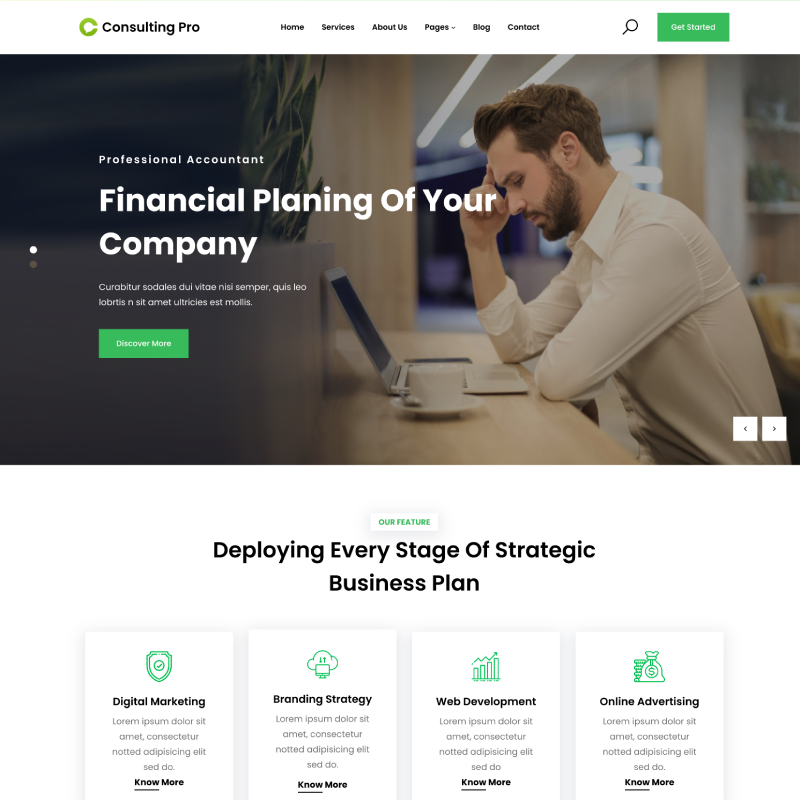 Consulting Pro
Home Services About Us Pages Blog Contact
Get Started
Professional Accountant
Financial Planing Of Your
Company
Curabitur sodales dui vitae nisi semper, quis leo
lobrtis n sit amet ultricies est mollis.
Discover More
OUR FEATURE
Deploying Every Stage Of Strategic
Business Plan
Digital Marketing
Lorem ipsum dolor sit
amet, consectetur
notted adipisicing elit
sed do.
Know More
Branding Strategy
Lorem ipsum dolor sit
amet, consectetur
notted adipisicing elit
sed do.
Know More
Web Development
Lorem ipsum dolor sit
amet, consectetur
notted adipisicing elit
sed do
Know More
Online Advertising
Lorem ipsum dolor sit
amet, consectetur
notted adipisicing elit
sed do.
Know More